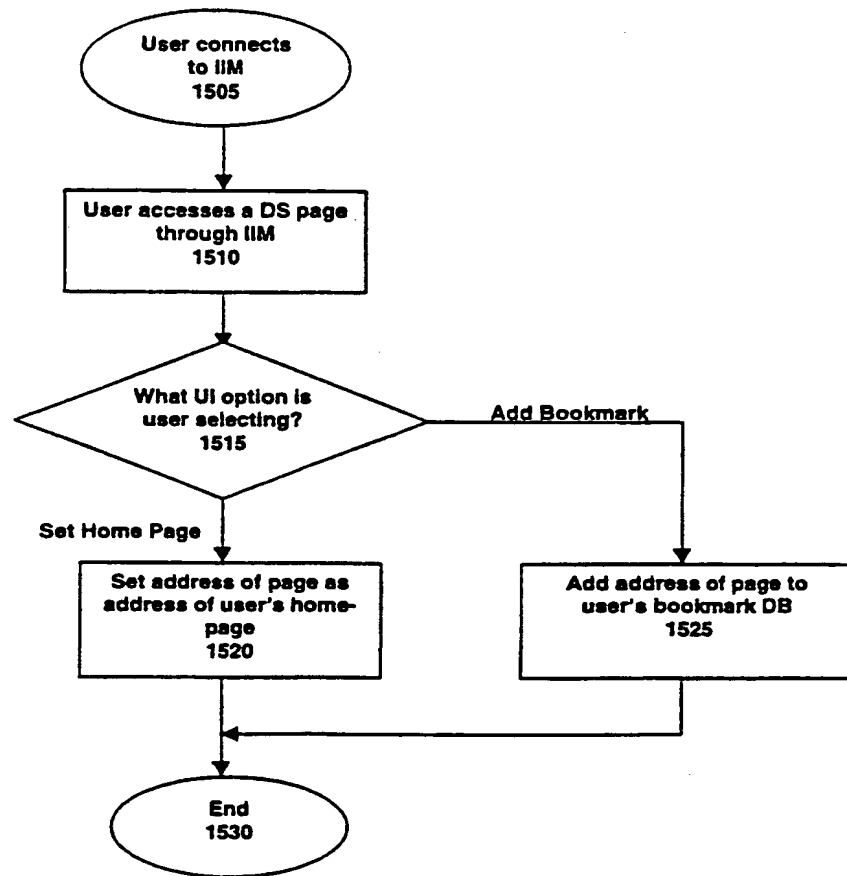 User connects
to IIM
1505
User accesses a DS page
through IIM
1510
What UI option is
user selecting?
1515
Add Bookmark
Set Home Page
Set address of page as
address of user's home-
page
1520
Add address of page to
user's bookmark DB
1525
End
1530